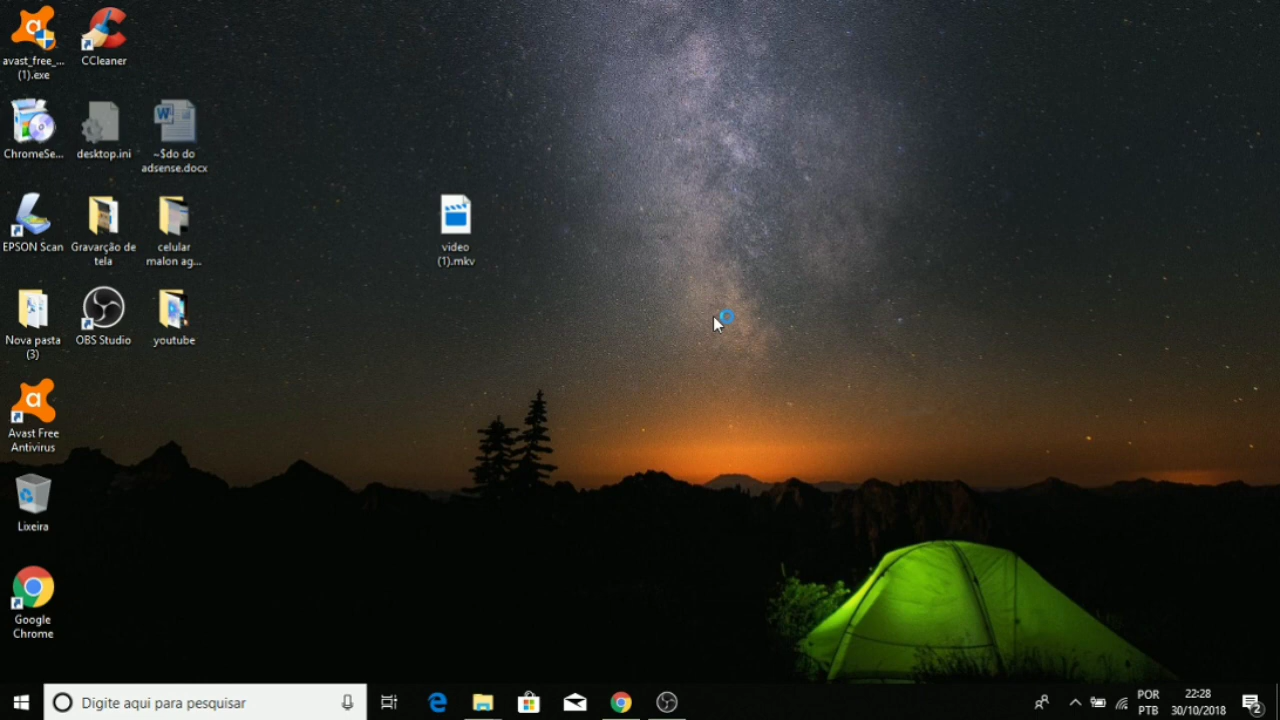 avast_free_...
(1).exe
CCleaner
ChromeSe...
desktop.ini
~$do do
adsense.docx
EPSON Scan
Gravarção de
tela
celular
malon ag...
video
(1).mkv
Nova pasta
(3)
OBS Studio
youtube
Avast Free
Antivirus
Lixeira
Google
Chrome
Digite aqui para pesquisar
POR
PTB
22:28
30/10/2018
2